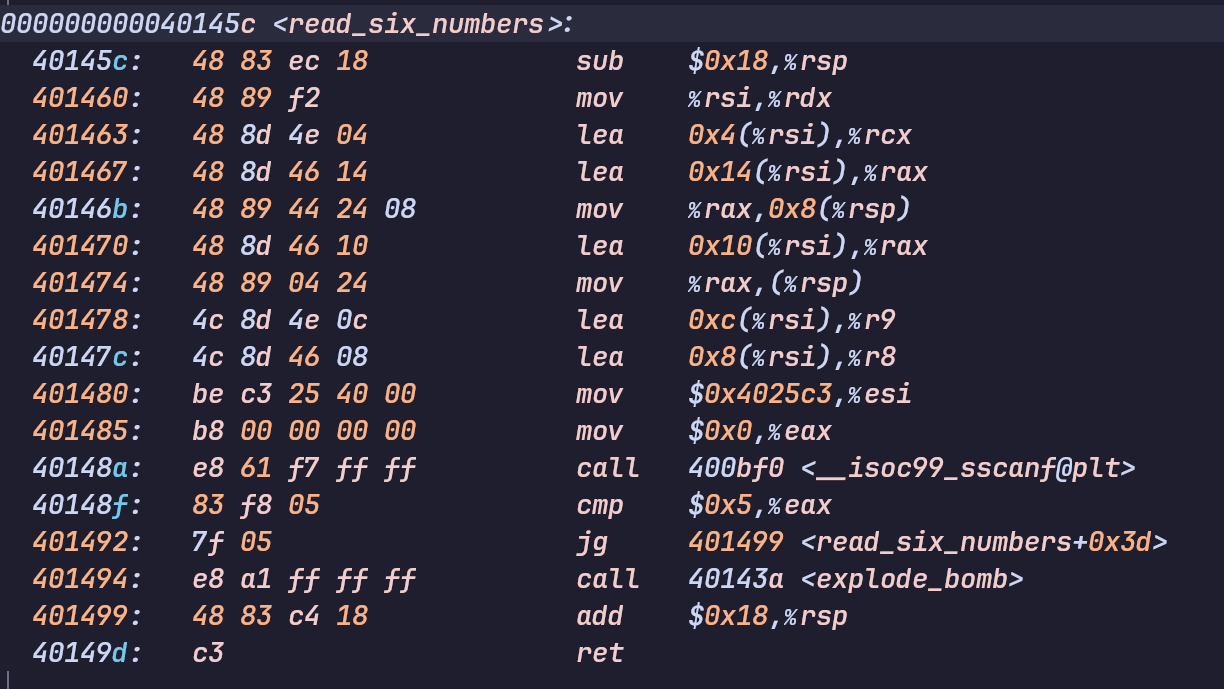 000000000040145c <read_six_numbers>:
40145c: 48 83 ec 18 sub $0x18,%rsp
401460: 48 89 f2 mov %rsi,%rdx
401463: 48 8d 4e 04 lea 0x4(%rsi),%rcx
401467: 48 8d 46 14 lea 0x14(%rsi),%rax
40146b: 48 89 44 24 08 mov %rax,0x8(%rsp)
401470: 48 8d 46 10 lea 0x10(%rsi),%rax
401474: 48 89 04 24 mov %rax,(%rsp)
401478: 4c 8d 4e 0c lea 0xc(%rsi),%r9
40147c: 4c 8d 46 08 lea 0x8(%rsi),%r8
401480: be c3 25 40 00 mov $0x4025c3,%esi
401485: b8 00 00 00 00 mov $0x0,%eax
40148a: e8 61 f7 ff ff call 400bf0 <__isoc99_sscanf@plt>
40148f: 83 f8 05 cmp $0x5,%eax
401492: 7f 05 jg 401499 <read_six_numbers+0x3d>
401494: e8 a1 ff ff ff call 40143a <explode_bomb>
401499: 48 83 c4 18 add $0x18,%rsp
40149d: c3 ret